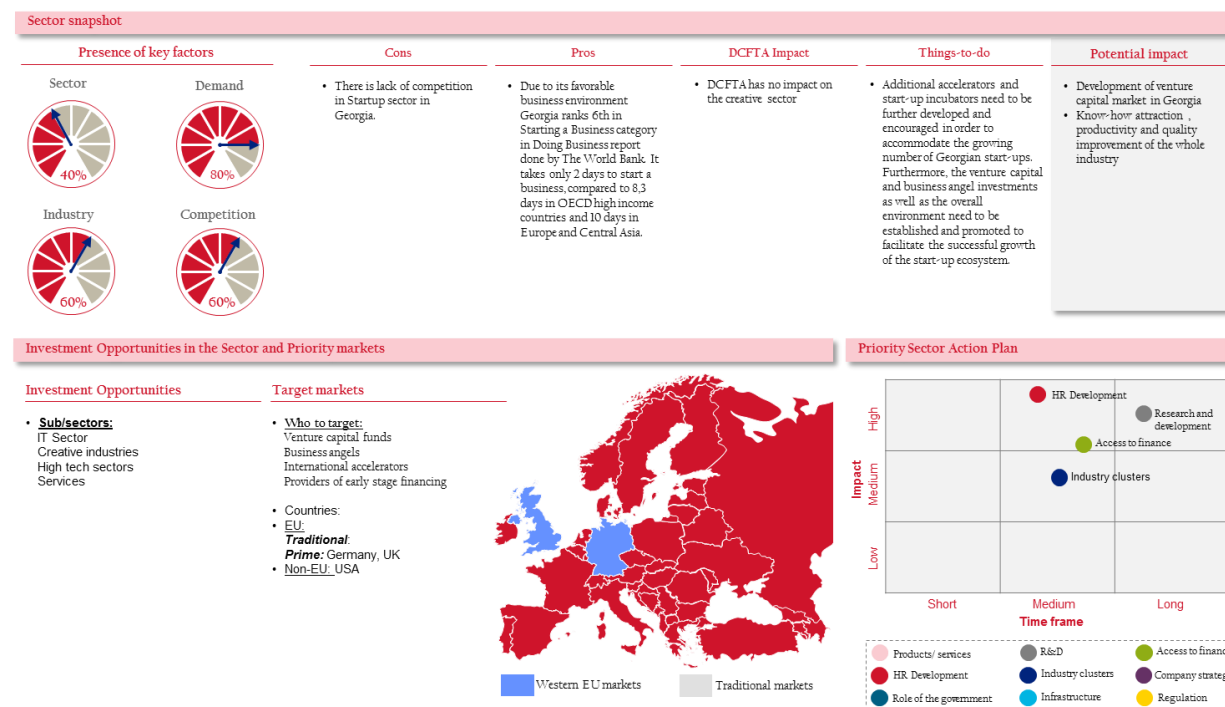 Sector snapshot
Presence of key factors
Sector
Demand
40%
80%
Industry
Competition
60%
60%
Cons
• There is lack of competition
in Startup sector in
Georgia.
Pros
• Due to its favorable
business environment
Georgia ranks 6th in
Starting a Business category
in Doing Business report
done by The World Bank. It
takes only 2 days to start a
business, compared to 8,3
days in OECD high income
countries and 10 days in
Europe and Central Asia.
DCFTA Impact
• DCFTA has no impact on
the creative sector
Things-to-do
• Additional accelerators and
start-up incubators need to be
further developed and
encouraged in order to
accommodate the growing
number of Georgian start-ups.
Furthermore, the venture capital
and business angel investments
as well as the overall
environment need to be
established and promoted to
facilitate the successful growth
of the start-up ecosystem.
Potential impact
• Development of venture
capital market in Georgia
• Know-how attraction ,
productivity and quality
improvement of the whole
industry
Investment Opportunities in the Sector and Priority markets
Investment Opportunities
• Sub/sectors:
IT Sector
Creative industries
High tech sectors
Services
Target markets
• Who to target:
Venture capital funds
Business angels
International accelerators
Providers of early stage financing
• Countries:
• EU:
Traditional:
Prime: Germany, UK
• Non-EU: USA
Western EU markets
Traditional markets
Priority Sector Action Plan
Impact
High
Medium
Low
HR Development
Research and
development
Access to finance
Industry clusters
Short
Medium
Long
Time frame
Products/ services
R&D
Access to financ
HR Development
Industry clusters
Company strateg
Role of the government
Infrastructure
Regulation